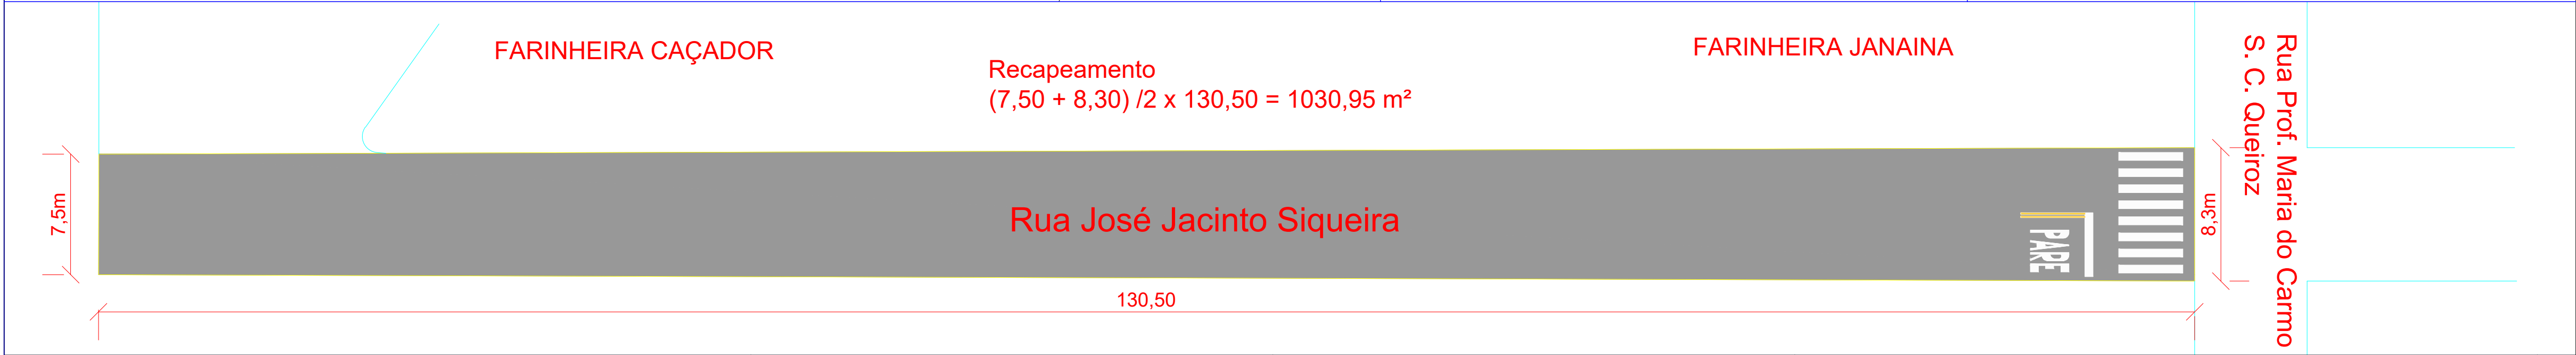 FARINHEIRA CAÇADOR
FARINHEIRA JANAINA
Recapeamento
(7,50 + 8,30) /2 x 130,50 = 1030,95 m²
Rua Prof. Maria do Carmo
S. C. Queiroz
7,5m
Rua José Jacinto Siqueira
PARE
8,3m
130,50